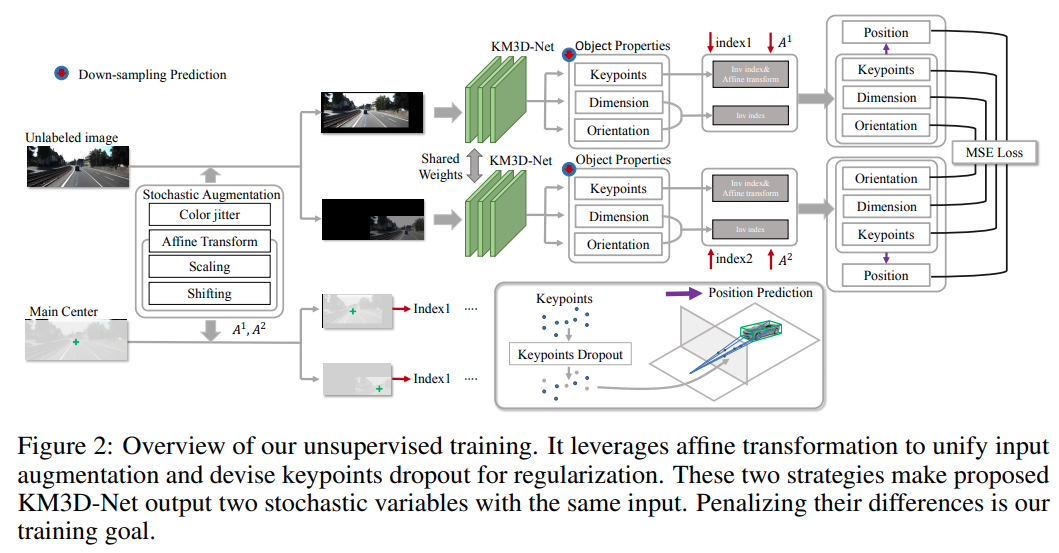 Down-sampling Prediction
Unlabeled image
Stochastic Augmentation
Color jitter
Affine Transform
Scaling
Shifting
Main Center
A¹, A²
KM3D-Net
Shared
Weights
KM3D-Net
Object Properties
Keypoints
Dimension
Orientation
Object Properties
Keypoints
Dimension
Orientation
index1 A¹
Inv index&
Affine transform
Inv index
Inv index&
Affine transform
Inv index
index2 A²
Position
Keypoints
Dimension
Orientation
MSE Loss
Orientation
Dimension
Keypoints
Position
Index1 ....
Index1 ....
Keypoints
Keypoints Dropout
Position Prediction
Figure 2: Overview of our unsupervised training. It leverages affine transformation to unify input
augmentation and devise keypoints dropout for regularization. These two strategies make proposed
KM3D-Net output two stochastic variables with the same input. Penalizing their differences is our
training goal.